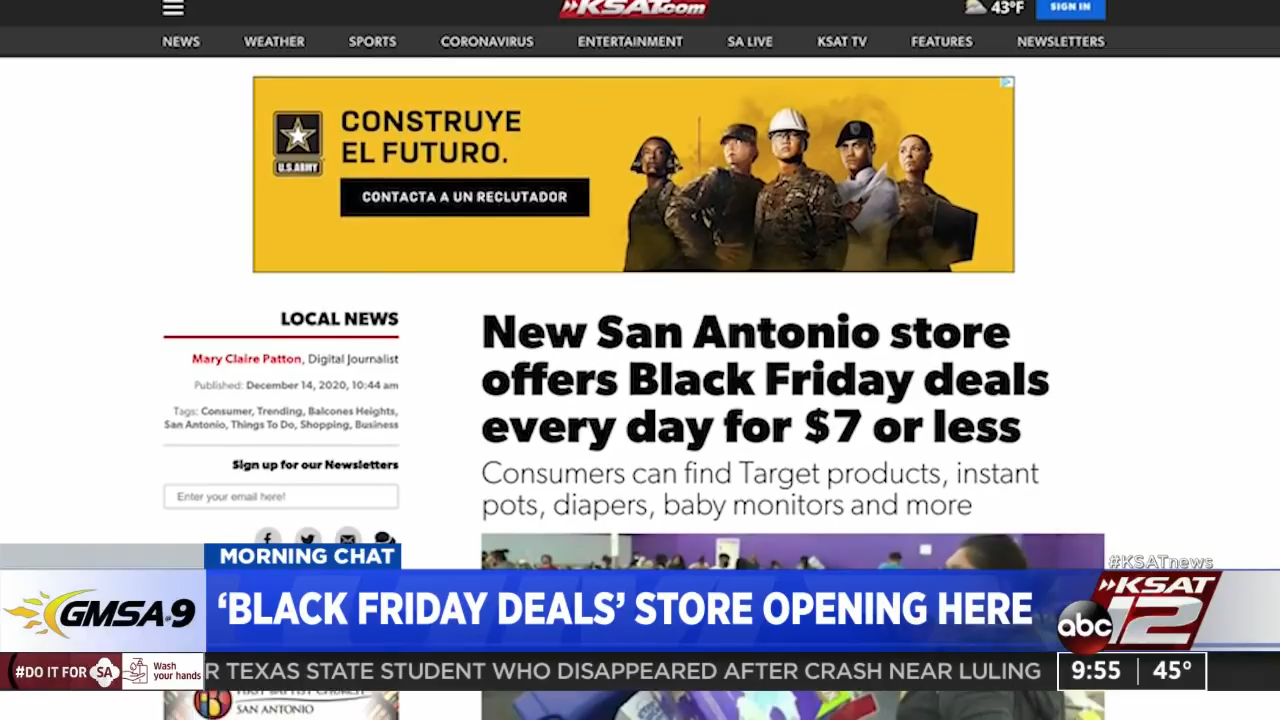 KSAT.com
43°F
SIGN IN
NEWS
WEATHER
SPORTS
CORONAVIRUS
ENTERTAINMENT
SA LIVE
KSAT TV
FEATURES
NEWSLETTERS
U.S.ARMY
CONSTRUYE
EL FUTURO.
CONTACTA A UN RECLUTADOR
LOCAL NEWS
Mary Claire Patton, Digital Journalist
Published: December 14, 2020, 10:44 am
Tags: Consumer, Trending, Balcones Heights,
San Antonio, Things To Do, Shopping, Business
Sign up for our Newsletters
Enter your email here!
New San Antonio store
offers Black Friday deals
every day for $7 or less
Consumers can find Target products, instant
pots, diapers, baby monitors and more
MORNING CHAT
#KSATnews
GMSA@9
‘BLACK FRIDAY DEALS’ STORE OPENING HERE
abc
KSAT
12
#DO IT FOR SA
Wash
your hands
R TEXAS STATE STUDENT WHO DISAPPEARED AFTER CRASH NEAR LULING
9:55
45°
SAN ANTONIO